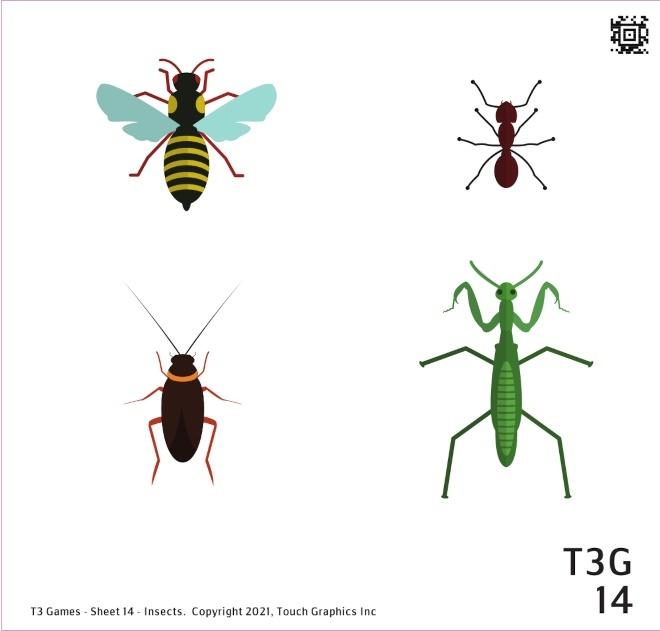 T3G
14
T3 Games - Sheet 14 - Insects. Copyright 2021, Touch Graphics Inc